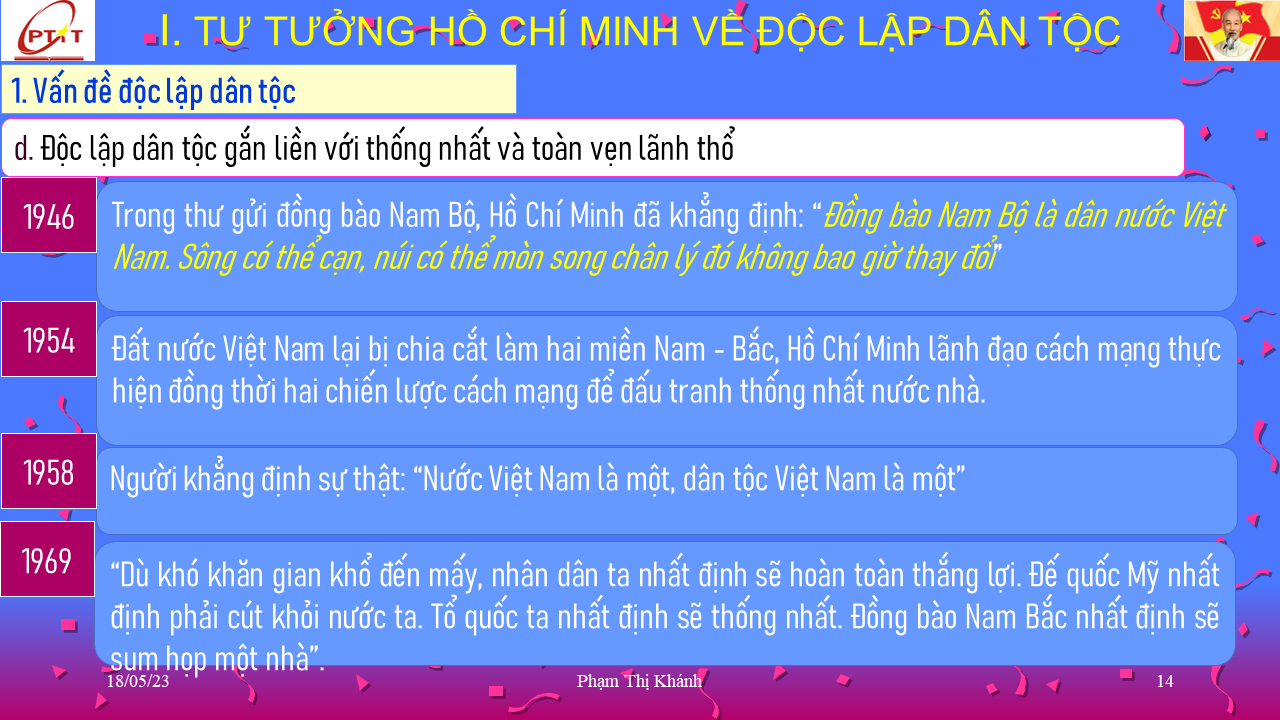 PTIT
I. TƯ TƯỞNG HỒ CHÍ MINH VỀ ĐỘC LẬP DÂN TỘC
1. Vấn đề độc lập dân tộc
d. Độc lập dân tộc gắn liền với thống nhất và toàn vẹn lãnh thổ
1946
Trong thư gửi đồng bào Nam Bộ, Hồ Chí Minh đã khẳng định: “Đồng bào Nam Bộ là dân nước Việt
Nam. Sông có thể cạn, núi có thể mòn song chân lý đó không bao giờ thay đổi”
1954
Đất nước Việt Nam lại bị chia cắt làm hai miền Nam - Bắc, Hồ Chí Minh lãnh đạo cách mạng thực
hiện đồng thời hai chiến lược cách mạng để đấu tranh thống nhất nước nhà.
1958
Người khẳng định sự thật: “Nước Việt Nam là một, dân tộc Việt Nam là một”
1969
“Dù khó khăn gian khổ đến mấy, nhân dân ta nhất định sẽ hoàn toàn thắng lợi. Đế quốc Mỹ nhất
định phải cút khỏi nước ta. Tổ quốc ta nhất định sẽ thống nhất. Đồng bào Nam Bắc nhất định sẽ
sum họp một nhà”.
18/05/23
Phạm Thị Khánh
14